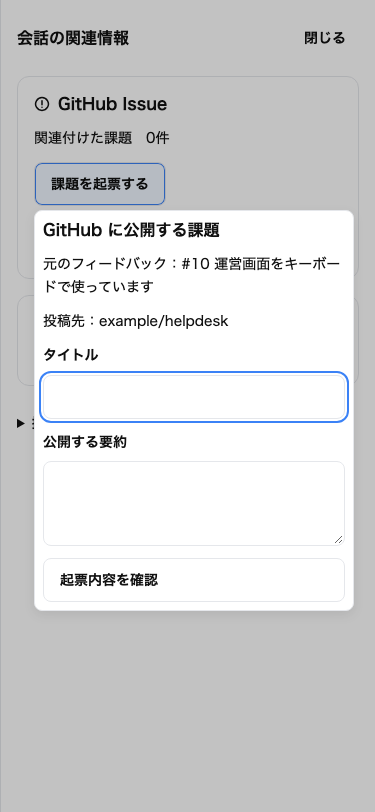 会話の関連情報
閉じる
GitHub Issue
関連付けた課題　0件
課題を起票する
GitHub に公開する課題
元のフィードバック：#10 運営画面をキーボー
ドで使っています
投稿先：example/helpdesk
タイトル
公開する要約
起票内容を確認